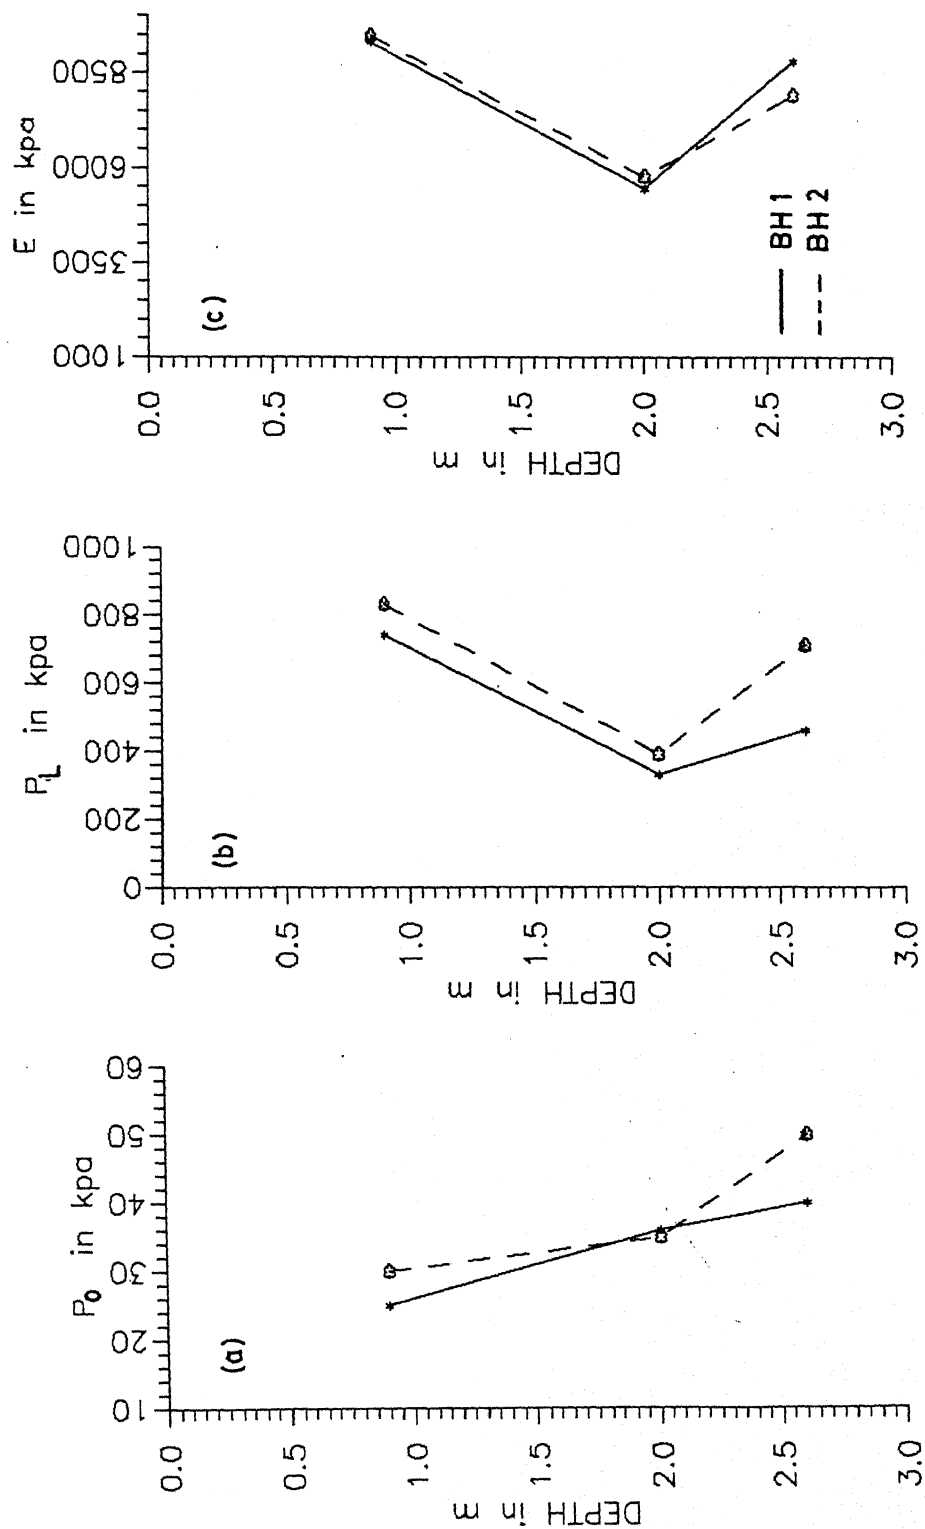 P0 in kpa
10 20 30 40 50 60
(a)
0.0
0.5
1.0
1.5
2.0
2.5
3.0
DEPTH in m
PL in kpa
0 200 400 600 800 1000
(b)
0.0
0.5
1.0
1.5
2.0
2.5
3.0
DEPTH in m
E in kpa
1000 3500 6000 8500
(c)
0.0
0.5
1.0
1.5
2.0
2.5
3.0
DEPTH in m
BH 1
BH 2